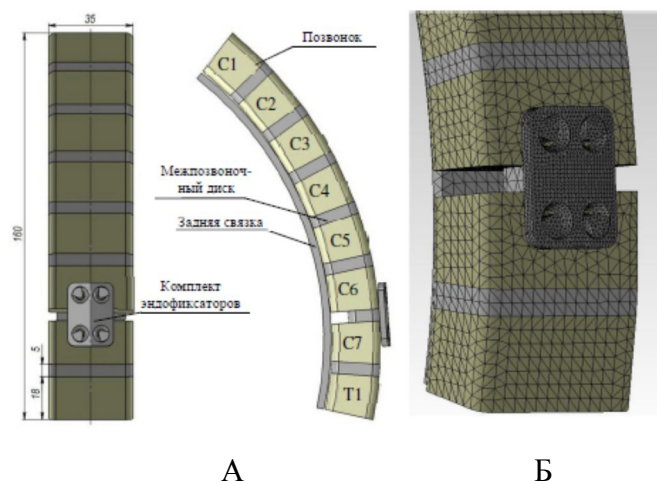 35
160
5
18
Позвонок
C1
C2
C3
C4
C5
C6
C7
T1
Межпозвоноч-
ный диск
Задняя связка
Комплект
эндофиксаторов
А
Б